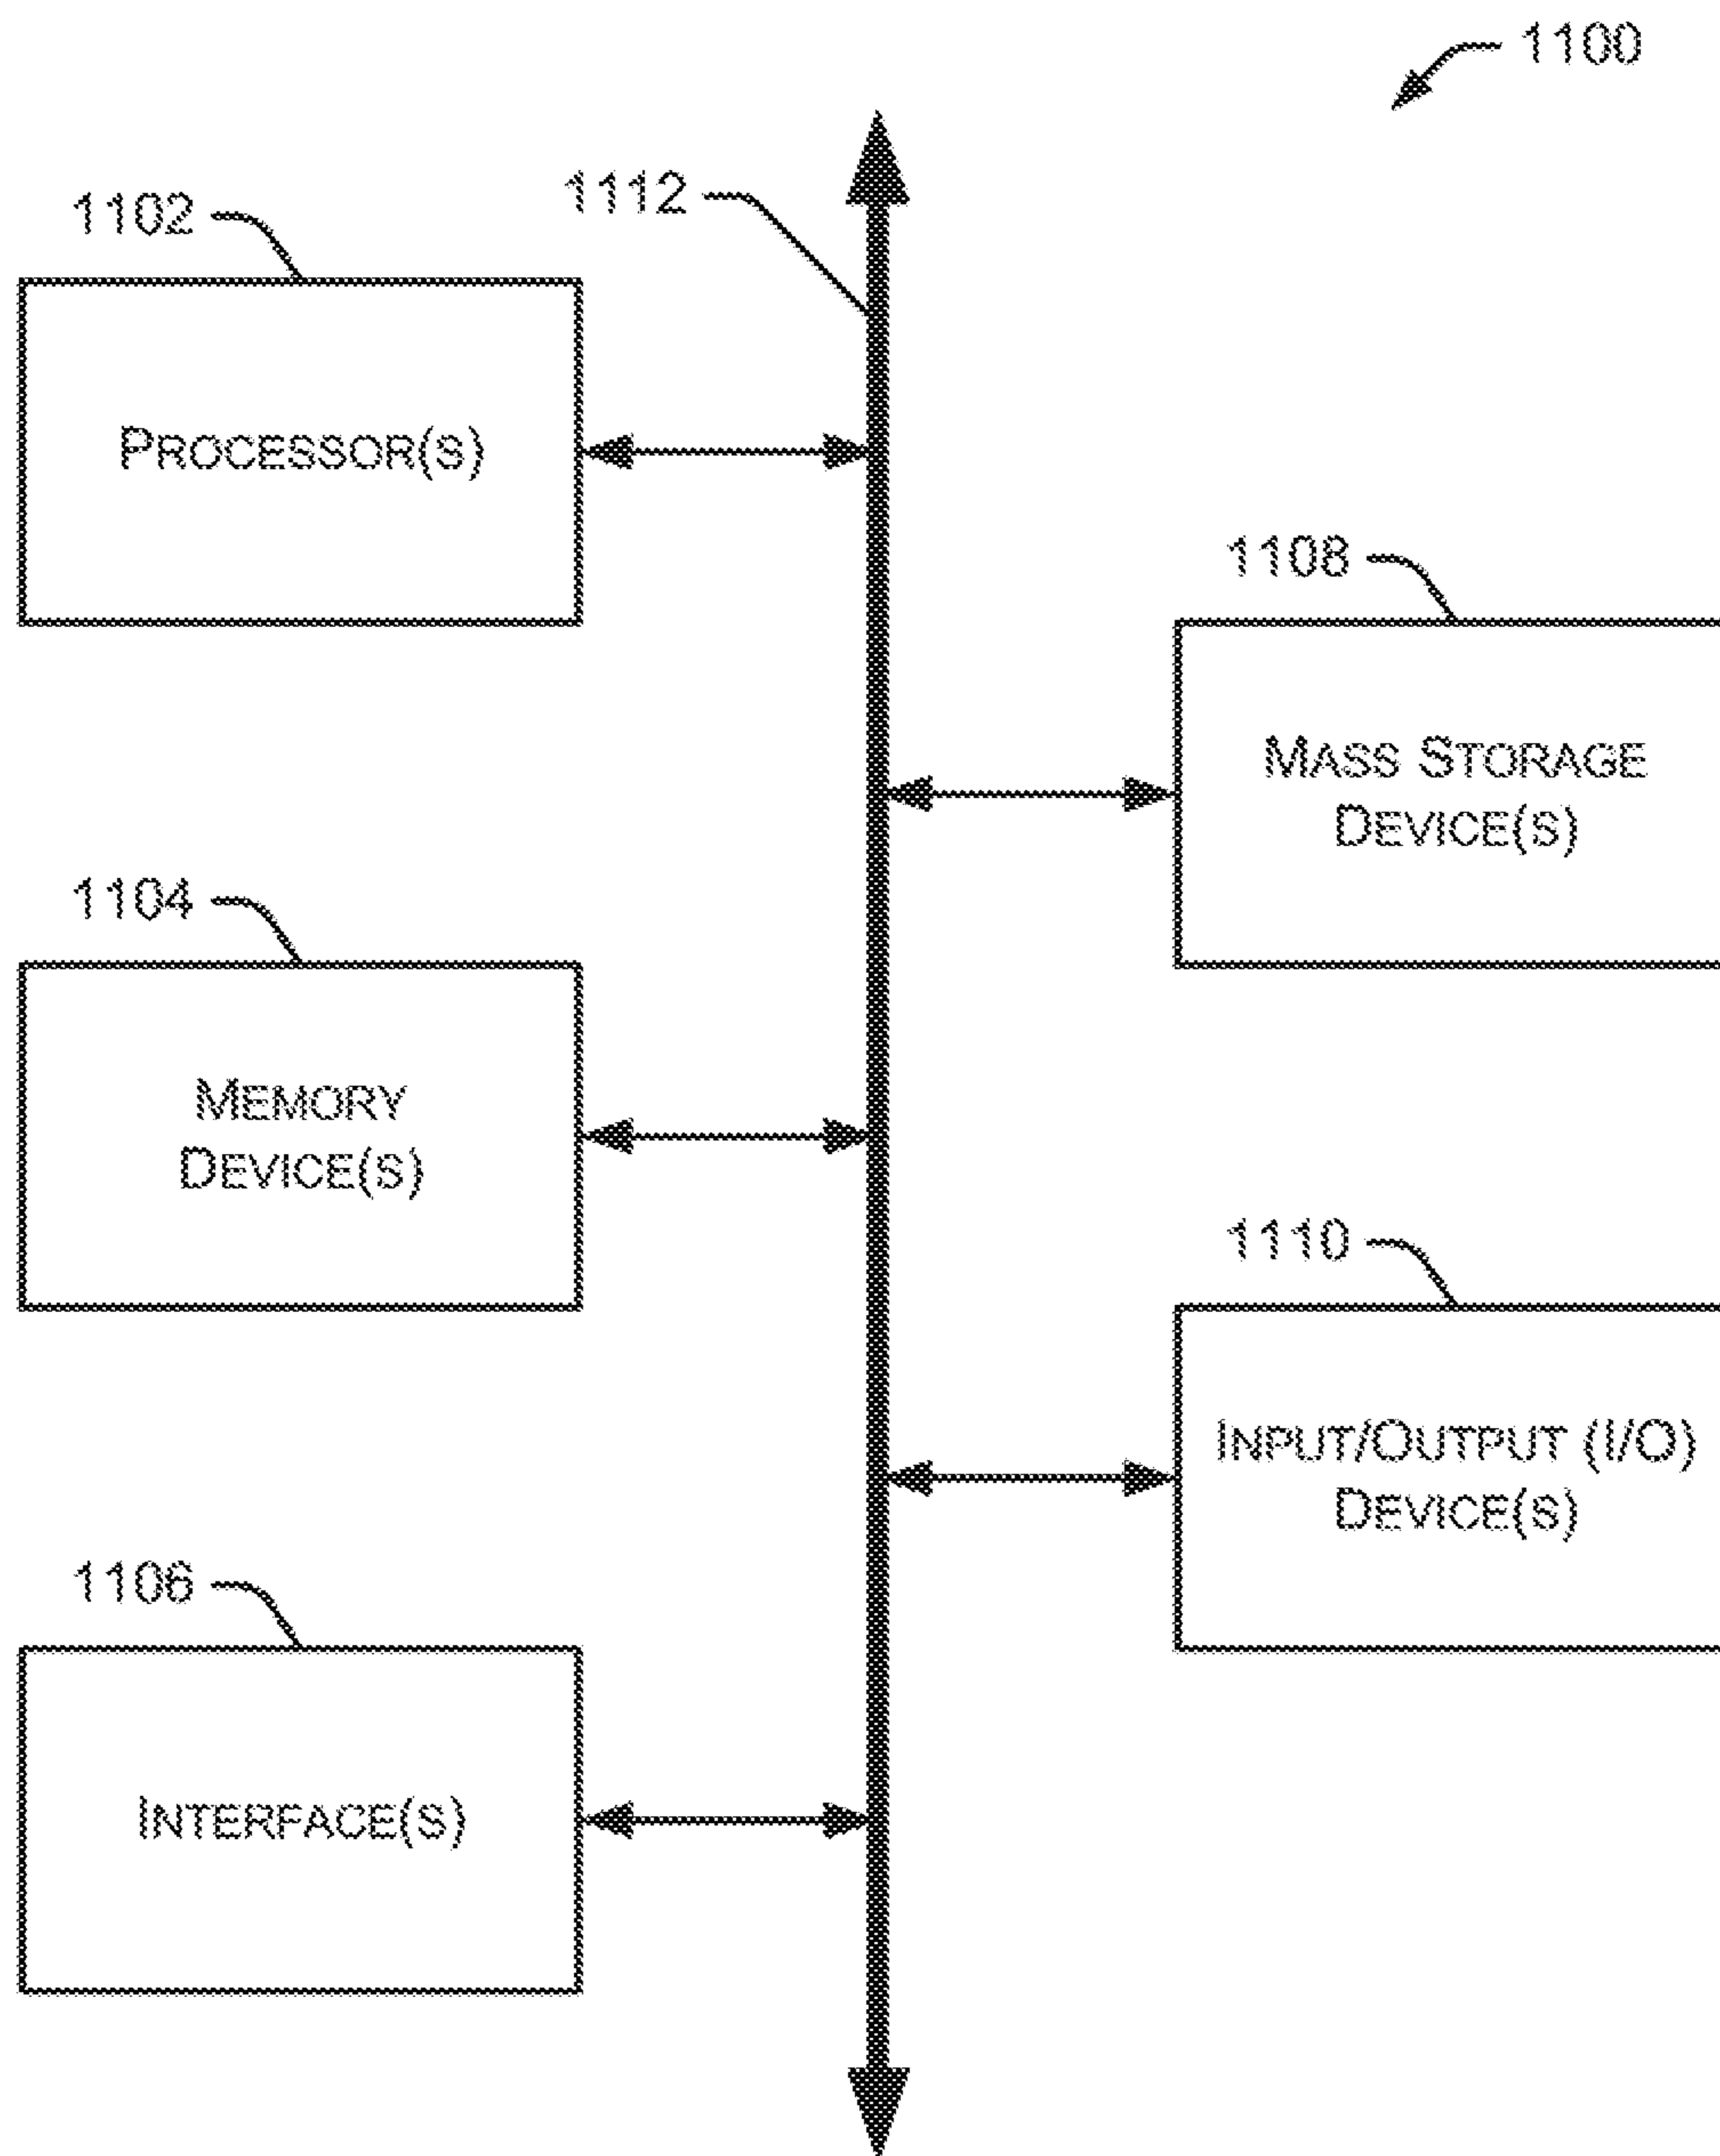 1100
1112
1102
PROCESSOR(S)
1108
MASS STORAGE
DEVICE(S)
1104
MEMORY
DEVICE(S)
1110
INPUT/OUTPUT (I/O)
DEVICE(S)
1106
INTERFACE(S)